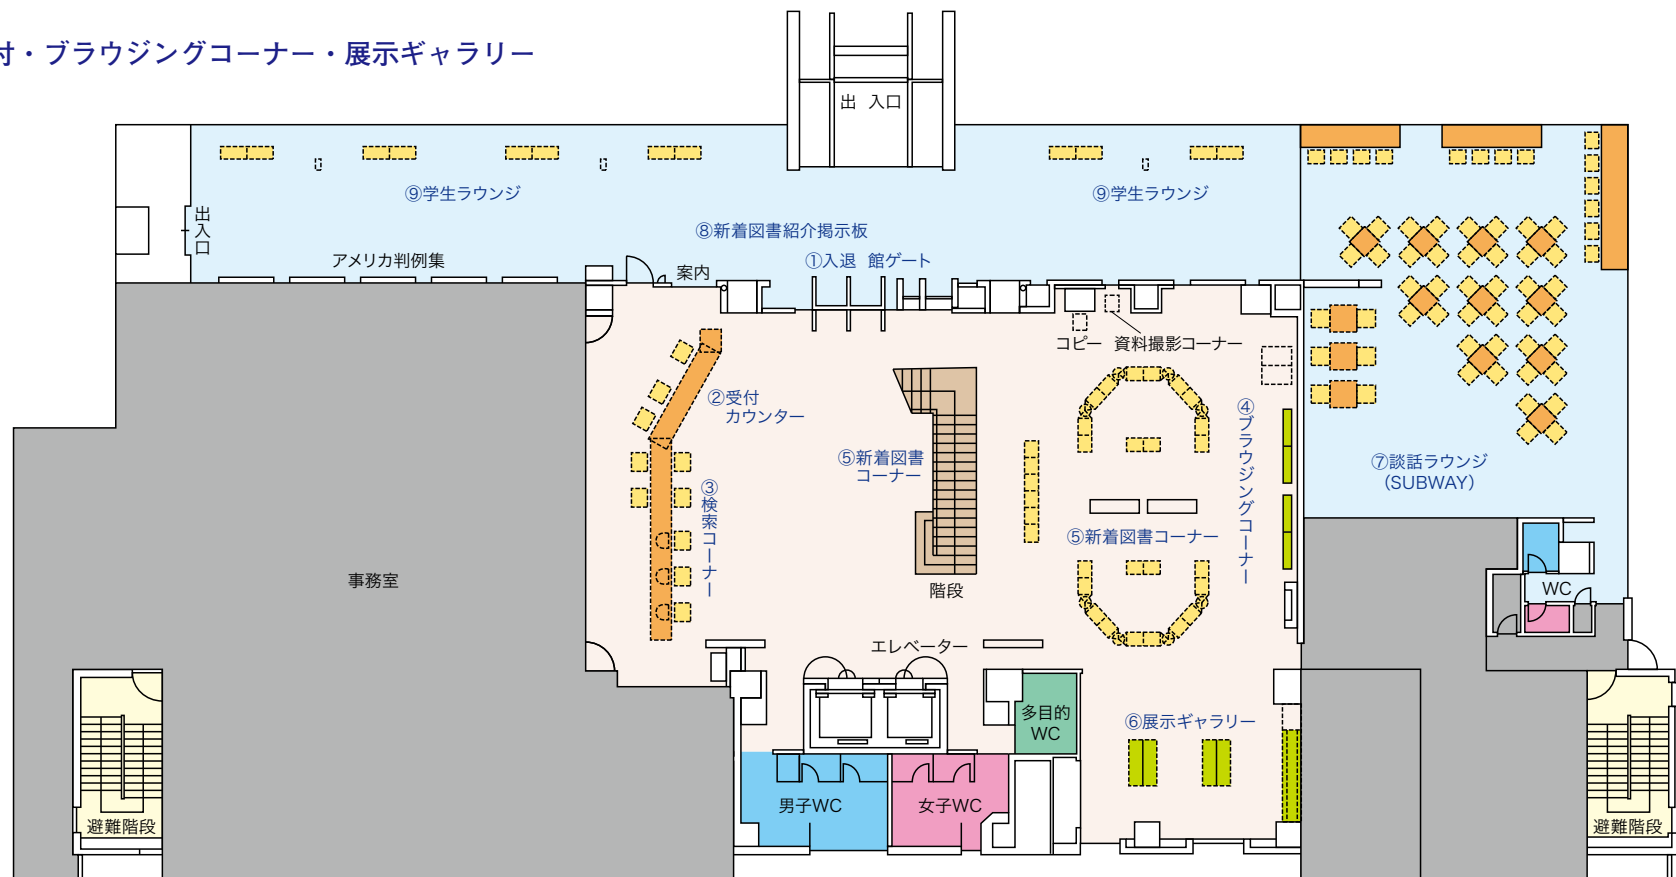 付・ブラウジングコーナー・展示ギャラリー
出 入口
⑨学生ラウンジ
⑨学生ラウンジ
出入口
⑧新着図書紹介掲示板
アメリカ判例集
①入退 館ゲート
案内
コピー 資料撮影コーナー
②受付
カウンター
④ブラウジングコーナー
⑤新着図書
コーナー
⑦談話ラウンジ
(SUBWAY)
③検索コーナー
⑤新着図書コーナー
事務室
階段
WC
エレベーター
多目的
WC
⑥展示ギャラリー
男子WC
女子WC
避難階段
避難階段